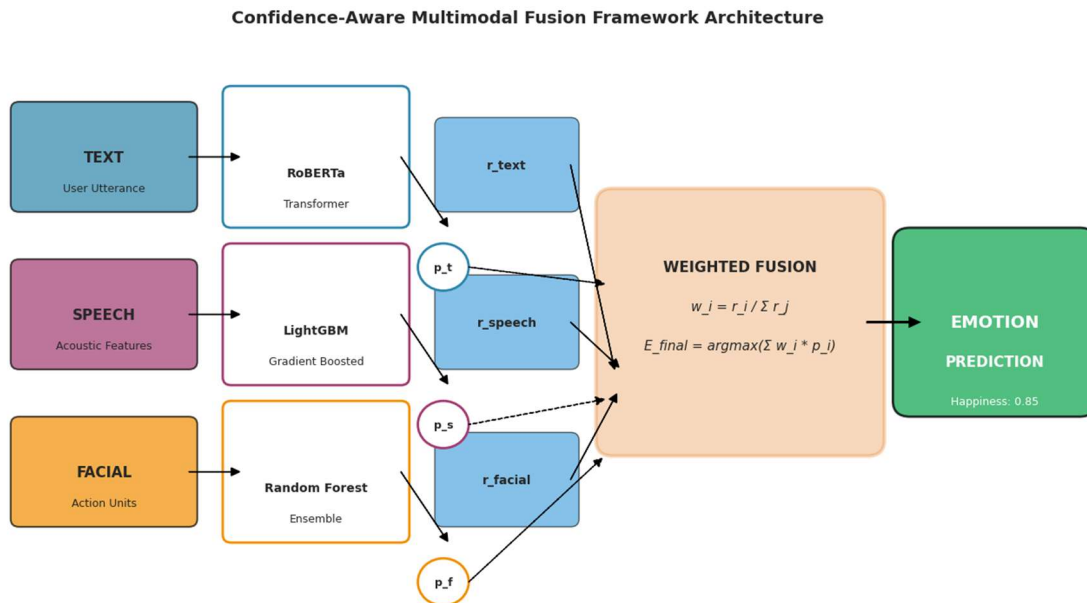 Confidence-Aware Multimodal Fusion Framework Architecture
TEXT
User Utterance
RoBERTa
Transformer
r_text
p_t
SPEECH
Acoustic Features
LightGBM
Gradient Boosted
r_speech
p_s
FACIAL
Action Units
Random Forest
Ensemble
r_facial
p_f
WEIGHTED FUSION
w_i = r_i / Σ r_j
E_final = argmax(Σ w_i * p_i)
EMOTION
PREDICTION
Happiness: 0.85